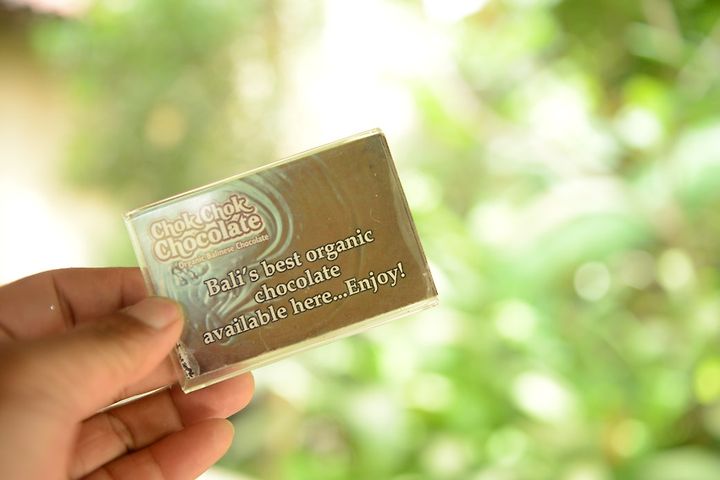 Chok Chok
Chocolate
Organic Balinese Chocolate
Bali's best organic
chocolate
available here...Enjoy!